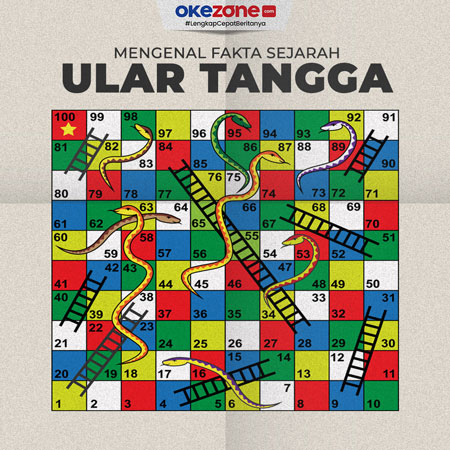 OKEZONE.com
#LengkapCepatBeritanya
MENGENAL FAKTA SEJARAH
ULAR TANGGA
100 99 98 97 96 95 94 93 92 91
81 82 83 84 85 86 87 88 89 90
80 79 78 77 76 75 74 73 72 71
61 62 63 64 65 66 67 68 69 70
60 59 58 57 56 55 54 53 52 51
41 42 43 44 45 46 47 48 49 50
40 39 38 37 36 35 34 33 32 31
21 22 23 24 25 26 27 28 29 30
20 19 18 17 16 15 14 13 12 11
1 2 3 4 5 6 7 8 9 10